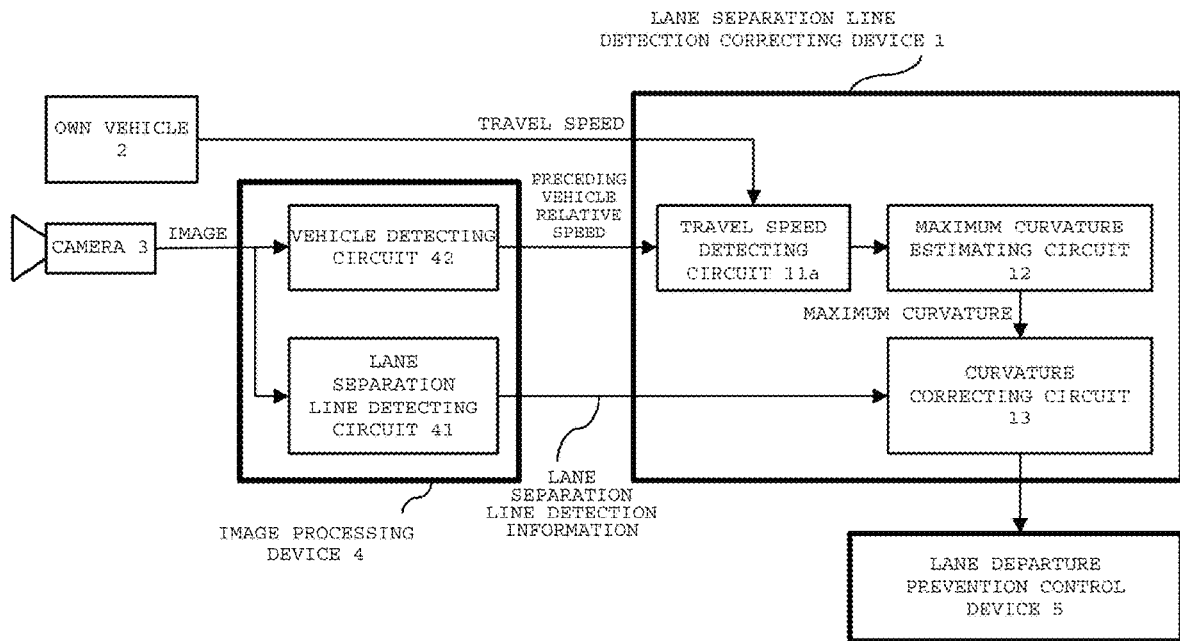 LANE SEPARATION LINE
DETECTION CORRECTING DEVICE 1
OWN VEHICLE
2
TRAVEL SPEED
CAMERA 3
IMAGE
VEHICLE DETECTING
CIRCUIT 42
PRECEDING
VEHICLE
RELATIVE
SPEED
TRAVEL SPEED
DETECTING
CIRCUIT 11a
MAXIMUM CURVATURE
ESTIMATING CIRCUIT
12
MAXIMUM CURVATURE
LANE
SEPARATION
LINE DETECTING
CIRCUIT 41
CURVATURE
CORRECTING CIRCUIT
13
LANE
SEPARATION
LINE DETECTION
INFORMATION
IMAGE PROCESSING
DEVICE 4
LANE DEPARTURE
PREVENTION CONTROL
DEVICE 5